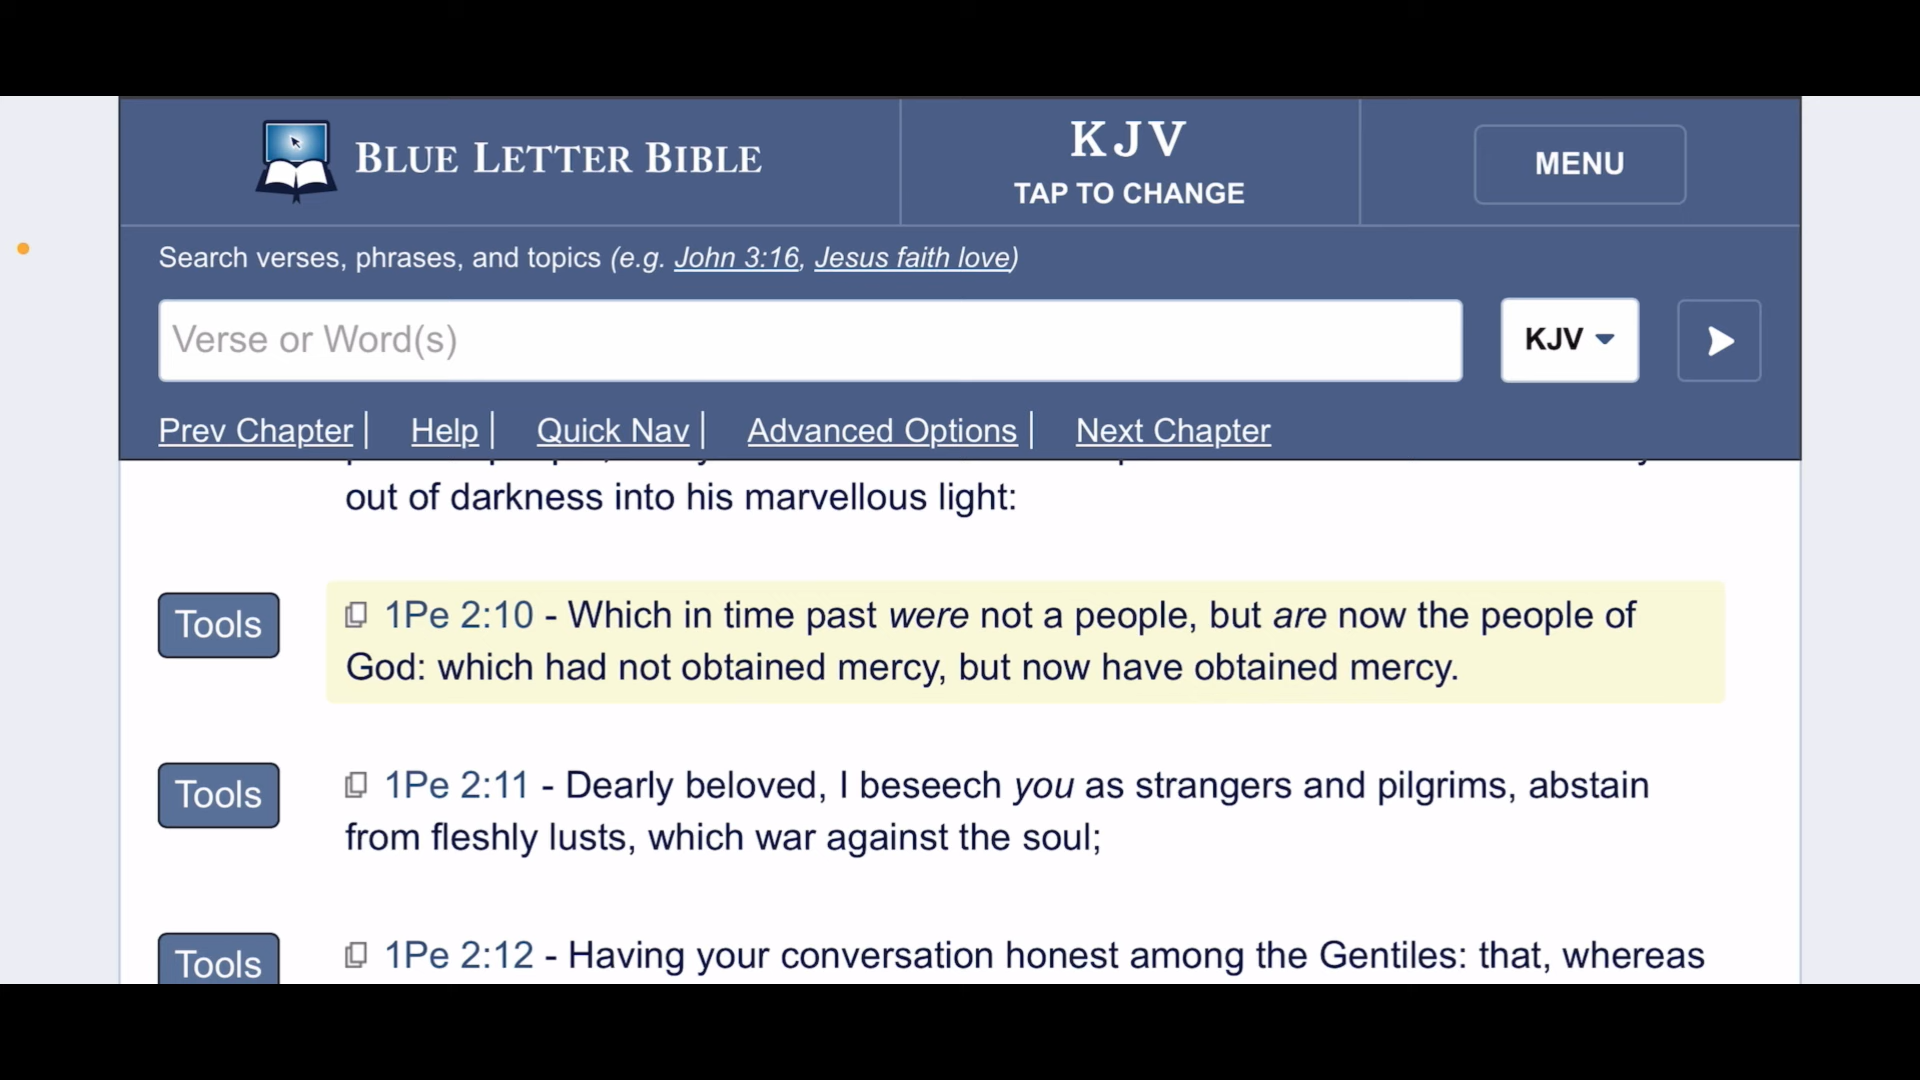 BLUE LETTER BIBLE
KJV
TAP TO CHANGE
MENU
Search verses, phrases, and topics (e.g. John 3:16, Jesus faith love)
Verse or Word(s)
KJV
Prev Chapter | Help | Quick Nav | Advanced Options | Next Chapter
out of darkness into his marvellous light:
Tools
1Pe 2:10 - Which in time past were not a people, but are now the people of
God: which had not obtained mercy, but now have obtained mercy.
Tools
1Pe 2:11 - Dearly beloved, I beseech you as strangers and pilgrims, abstain
from fleshly lusts, which war against the soul;
Tools
1Pe 2:12 - Having your conversation honest among the Gentiles: that, whereas